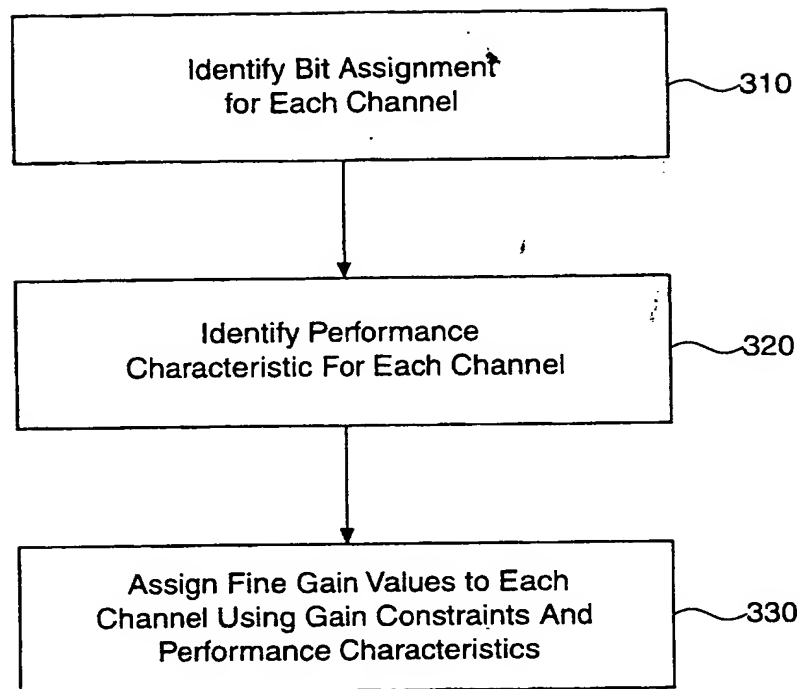 Identify Bit Assignment
for Each Channel
310
Identify Performance
Characteristic For Each Channel
320
Assign Fine Gain Values to Each
Channel Using Gain Constraints And
Performance Characteristics
330